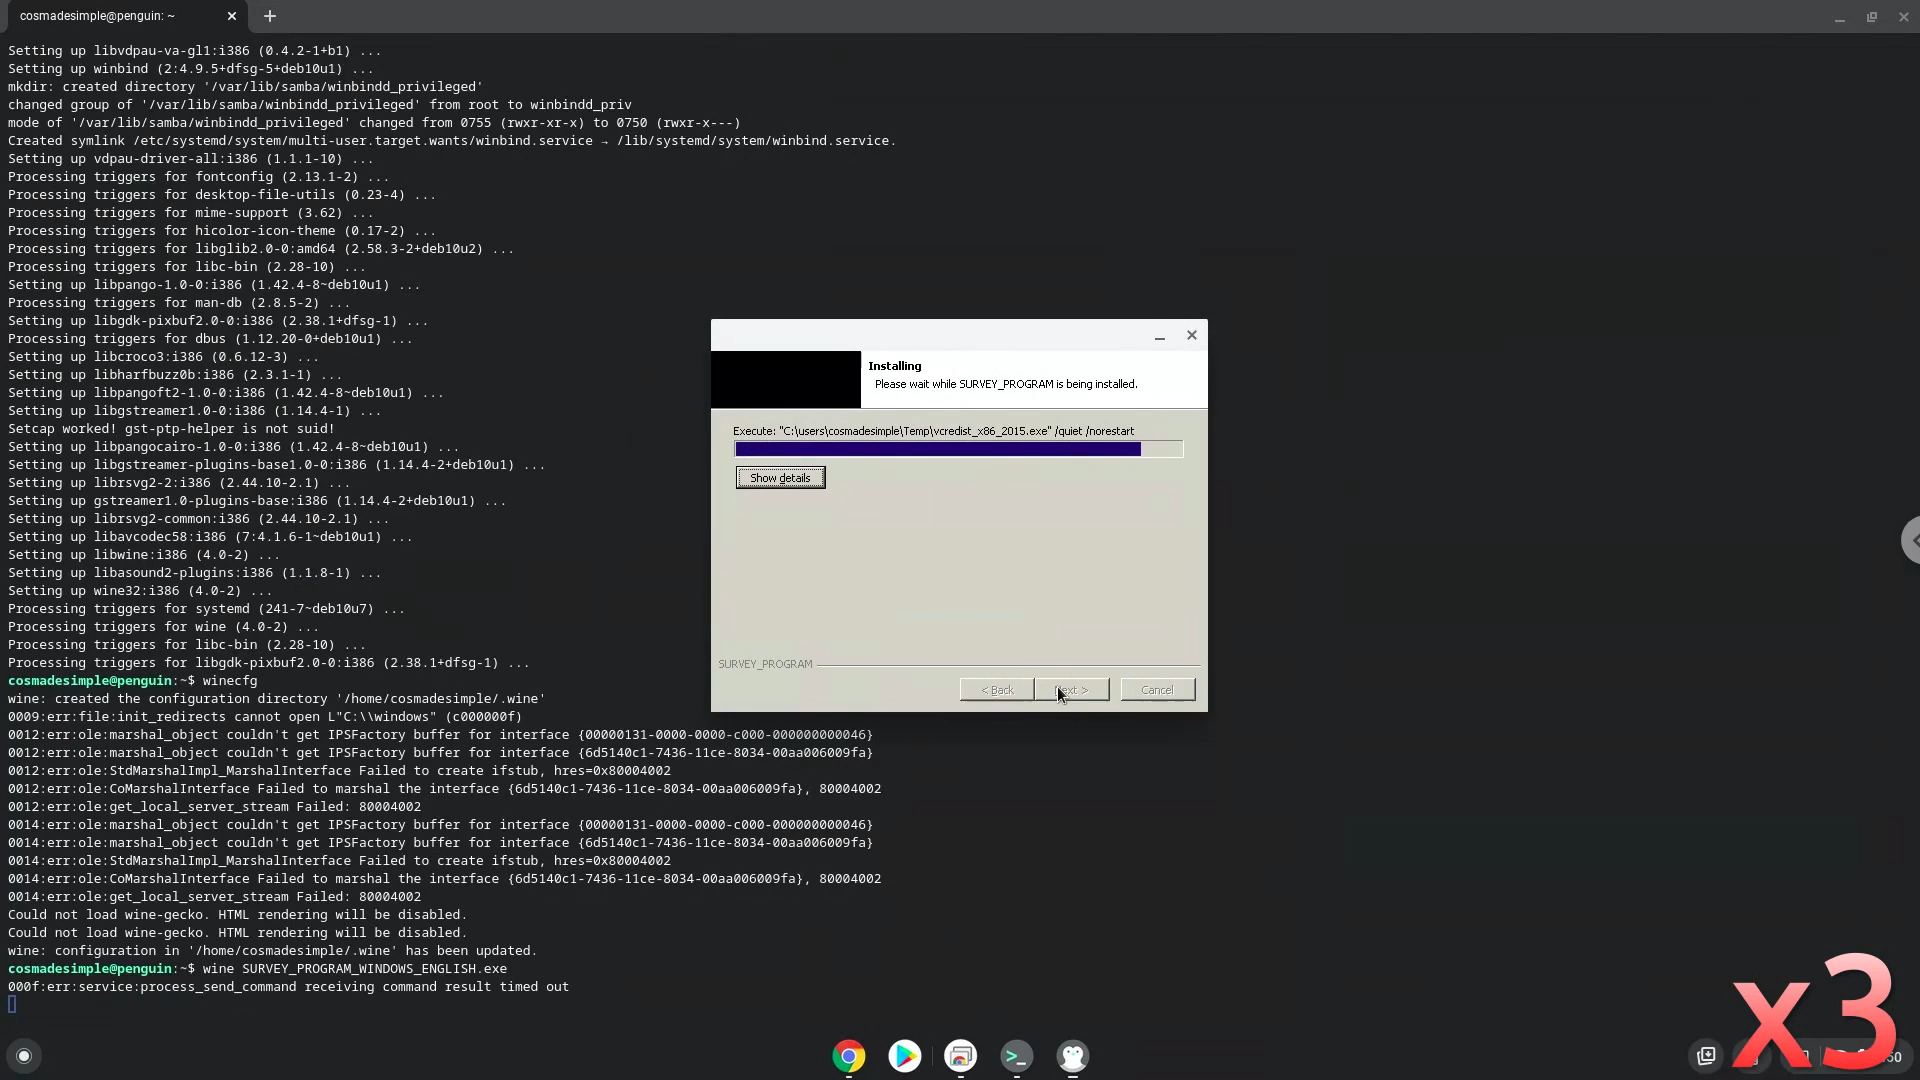 cosmadesimple@penguin: ~
Setting up libvdpau-va-gl1:i386 (0.4.2-1+b1) ...
Setting up winbind (2:4.9.5+dfsg-5+deb10u1) ...
mkdir: created directory '/var/lib/samba/winbindd_privileged'
changed group of '/var/lib/samba/winbindd_privileged' from root to winbindd_priv
mode of '/var/lib/samba/winbindd_privileged' changed from 0755 (rwxr-xr-x) to 0750 (rwxr-x---)
Created symlink /etc/systemd/system/multi-user.target.wants/winbind.service → /lib/systemd/system/winbind.service.
Setting up vdpau-driver-all:i386 (1.1.1-10) ...
Processing triggers for fontconfig (2.13.1-2) ...
Processing triggers for desktop-file-utils (0.23-4) ...
Processing triggers for mime-support (3.62) ...
Processing triggers for hicolor-icon-theme (0.17-2) ...
Processing triggers for libglib2.0-0:amd64 (2.58.3-2+deb10u2) ...
Processing triggers for libc-bin (2.28-10) ...
Setting up libpango-1.0-0:i386 (1.42.4-8~deb10u1) ...
Processing triggers for man-db (2.8.5-2) ...
Setting up libgdk-pixbuf2.0-0:i386 (2.38.1+dfsg-1) ...
Processing triggers for dbus (1.12.20-0+deb10u1) ...
Setting up libcroco3:i386 (0.6.12-3) ...
Setting up libharfbuzz0b:i386 (2.3.1-1) ...
Setting up libpangoft2-1.0-0:i386 (1.42.4-8~deb10u1) ...
Setting up libgstreamer1.0-0:i386 (1.14.4-1) ...
Setcap worked! gst-ptp-helper is not suid!
Setting up libpangocairo-1.0-0:i386 (1.42.4-8~deb10u1) ...
Setting up libgstreamer-plugins-base1.0-0:i386 (1.14.4-2+deb10u1) ...
Setting up librsvg2-2:i386 (2.44.10-2.1) ...
Setting up gstreamer1.0-plugins-base:i386 (1.14.4-2+deb10u1) ...
Setting up librsvg2-common:i386 (2.44.10-2.1) ...
Setting up libavcodec58:i386 (7:4.1.6-1~deb10u1) ...
Setting up libwine:i386 (4.0-2) ...
Setting up libasound2-plugins:i386 (1.1.8-1) ...
Setting up wine32:i386 (4.0-2) ...
Processing triggers for systemd (241-7~deb10u7) ...
Processing triggers for wine (4.0-2) ...
Processing triggers for libc-bin (2.28-10) ...
Processing triggers for libgdk-pixbuf2.0-0:i386 (2.38.1+dfsg-1) ...
cosmadesimple@penguin:~$ winecfg
wine: created the configuration directory '/home/cosmadesimple/.wine'
0009:err:file:init_redirects cannot open L"C:\\windows" (c000000f)
0012:err:ole:marshal_object couldn't get IPSFactory buffer for interface {00000131-0000-0000-c000-000000000046}
0012:err:ole:marshal_object couldn't get IPSFactory buffer for interface {6d5140c1-7436-11ce-8034-00aa006009fa}
0012:err:ole:StdMarshalImpl_MarshalInterface Failed to create ifstub, hres=0x80004002
0012:err:ole:CoMarshalInterface Failed to marshal the interface {6d5140c1-7436-11ce-8034-00aa006009fa}, 80004002
0012:err:ole:get_local_server_stream Failed: 80004002
0014:err:ole:marshal_object couldn't get IPSFactory buffer for interface {00000131-0000-0000-c000-000000000046}
0014:err:ole:marshal_object couldn't get IPSFactory buffer for interface {6d5140c1-7436-11ce-8034-00aa006009fa}
0014:err:ole:StdMarshalImpl_MarshalInterface Failed to create ifstub, hres=0x80004002
0014:err:ole:CoMarshalInterface Failed to marshal the interface {6d5140c1-7436-11ce-8034-00aa006009fa}, 80004002
0014:err:ole:get_local_server_stream Failed: 80004002
Could not load wine-gecko. HTML rendering will be disabled.
Could not load wine-gecko. HTML rendering will be disabled.
wine: configuration in '/home/cosmadesimple/.wine' has been updated.
cosmadesimple@penguin:~$ wine SURVEY_PROGRAM_WINDOWS_ENGLISH.exe
000f:err:service:process_send_command receiving command result timed out
Installing
Please wait while SURVEY_PROGRAM is being installed.
Execute: "C:\users\cosmadesimple\Temp\vcredist_x86_2015.exe" /quiet /norestart
Show details
SURVEY_PROGRAM
< Back
Next >
Cancel
x3